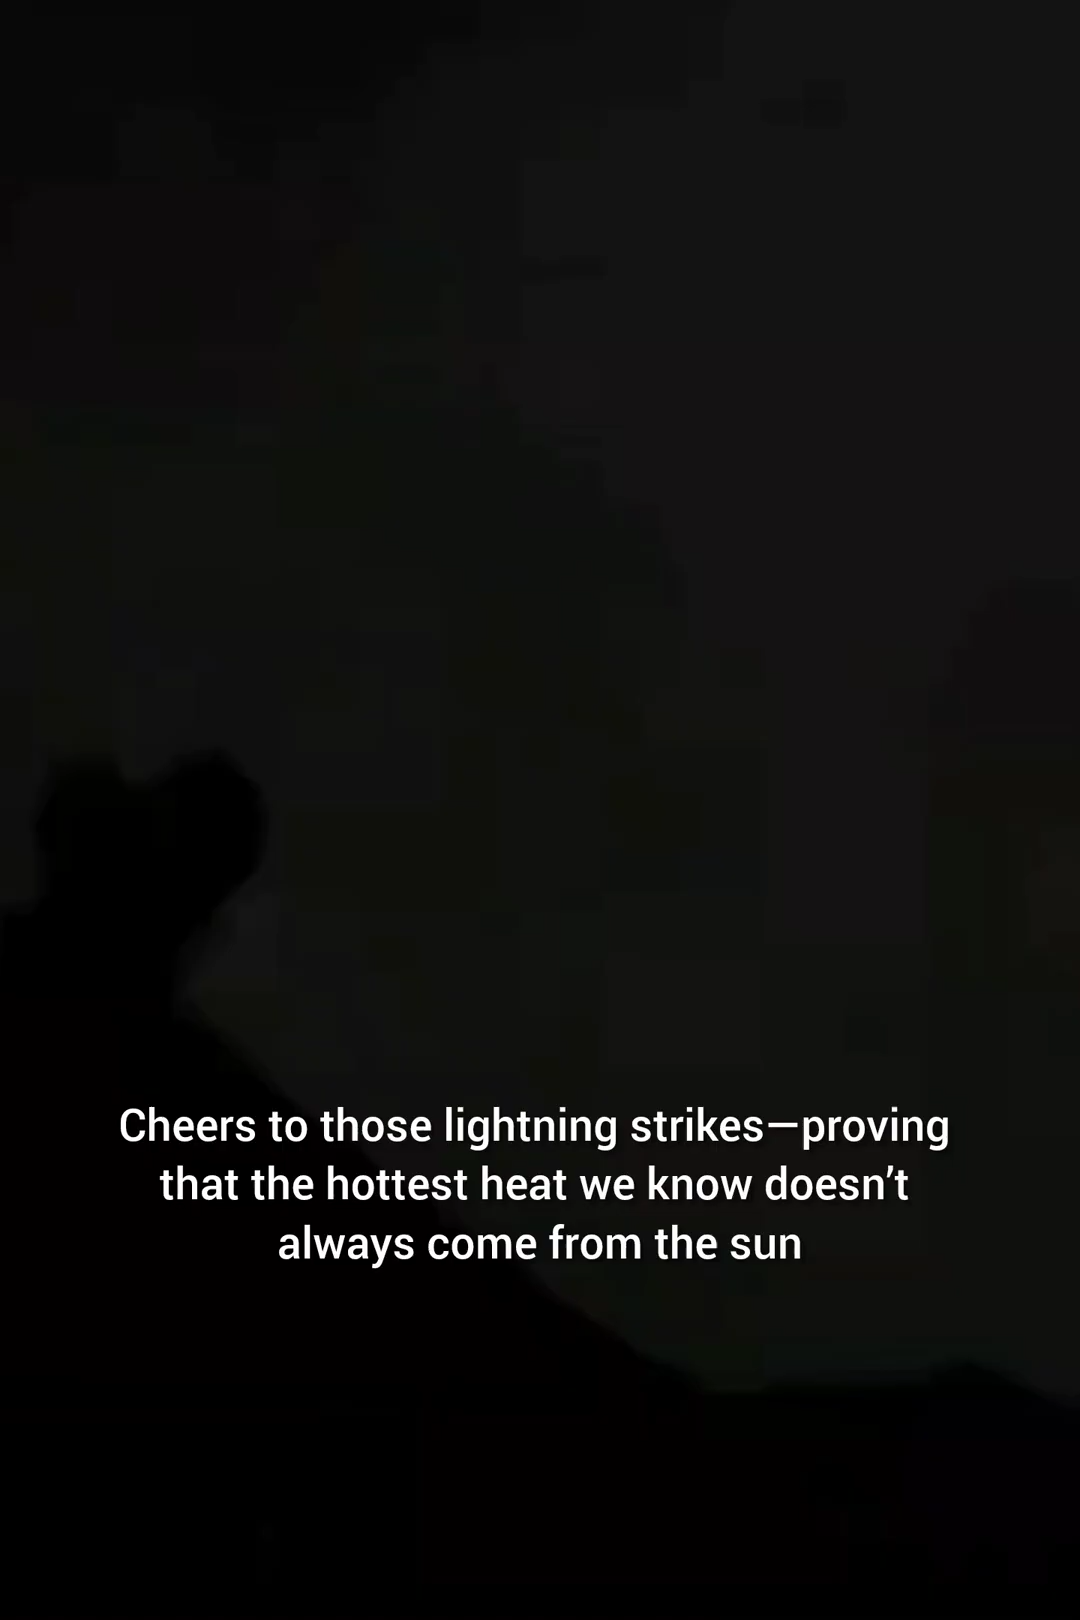 Cheers to those lightning strikes—proving
that the hottest heat we know doesn’t
always come from the sun